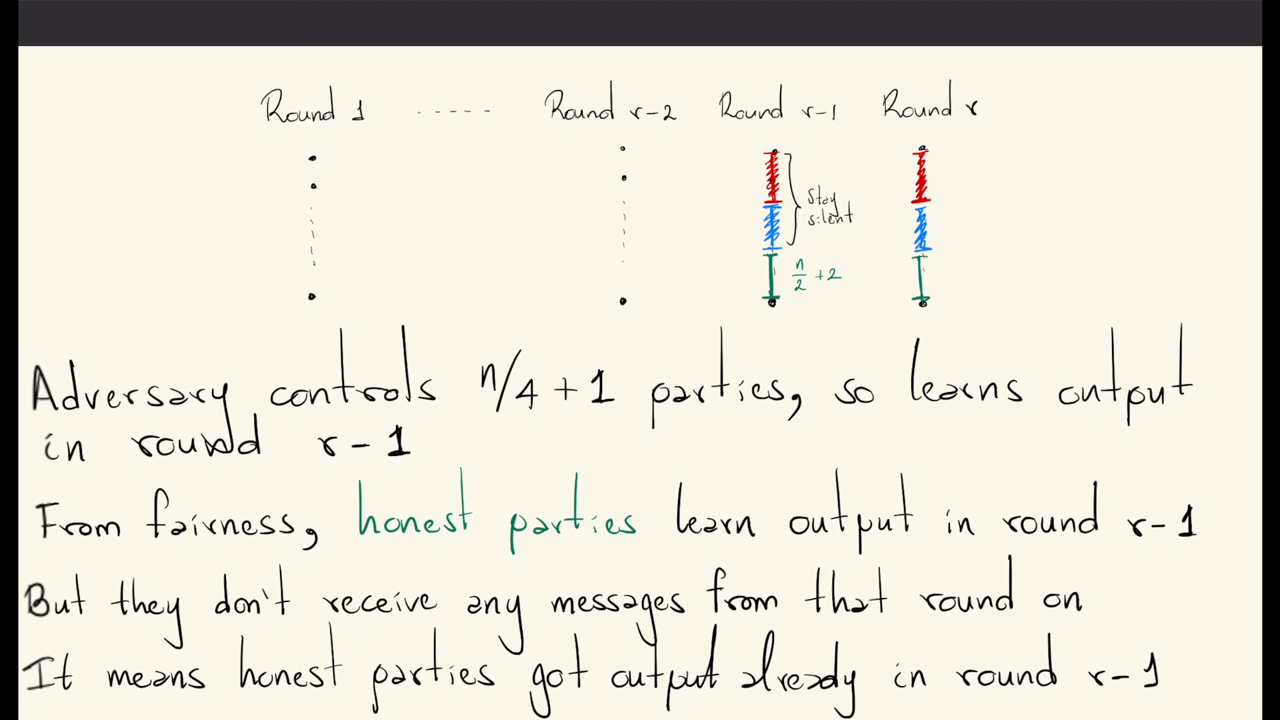 Round 1 ----- Round r-2 Round r-1 Round r
Stay
silent
n/2 +2
Adversary controls n/4 + 1 parties, so learns output
in round r-1
From fairness, honest parties learn output in round r-1
But they don't receive any messages from that round on
It means honest parties got output already in round r-1